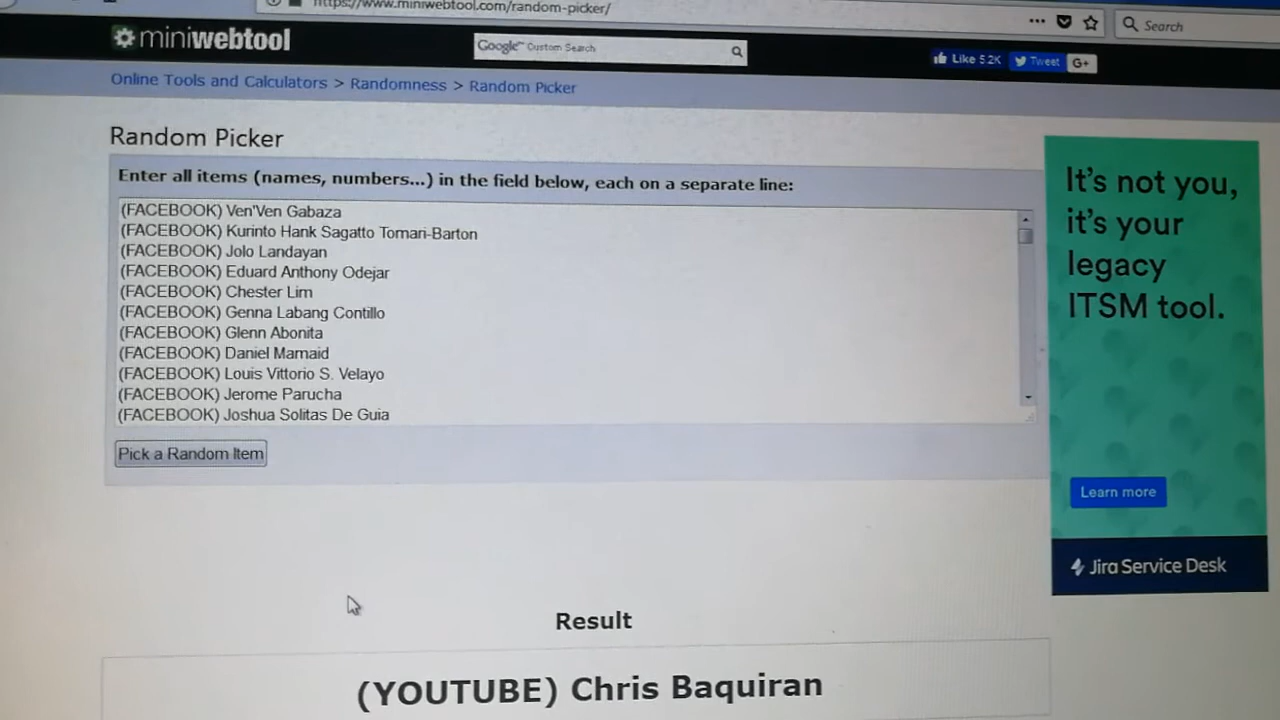 https://www.miniwebtool.com/random-picker/
Search
miniwebtool
Google™ Custom Search
Like 5.2K
Tweet
G+
Online Tools and Calculators > Randomness > Random Picker
Random Picker
Enter all items (names, numbers...) in the field below, each on a separate line:
(FACEBOOK) Ven'Ven Gabaza
(FACEBOOK) Kurinto Hank Sagatto Toman-Barton
(FACEBOOK) Jolo Landayan
(FACEBOOK) Eduard Anthony Odejar
(FACEBOOK) Chester Lim
(FACEBOOK) Genna Labang Contillo
(FACEBOOK) Glenn Abonita
(FACEBOOK) Daniel Mamaid
(FACEBOOK) Louis Vittorio S. Velayo
(FACEBOOK) Jerome Parucha
(FACEBOOK) Joshua Solitas De Guia
Pick a Random Item
It's not you,
it's your
legacy
ITSM tool.
Learn more
Jira Service Desk
Result
(YOUTUBE) Chris Baquiran